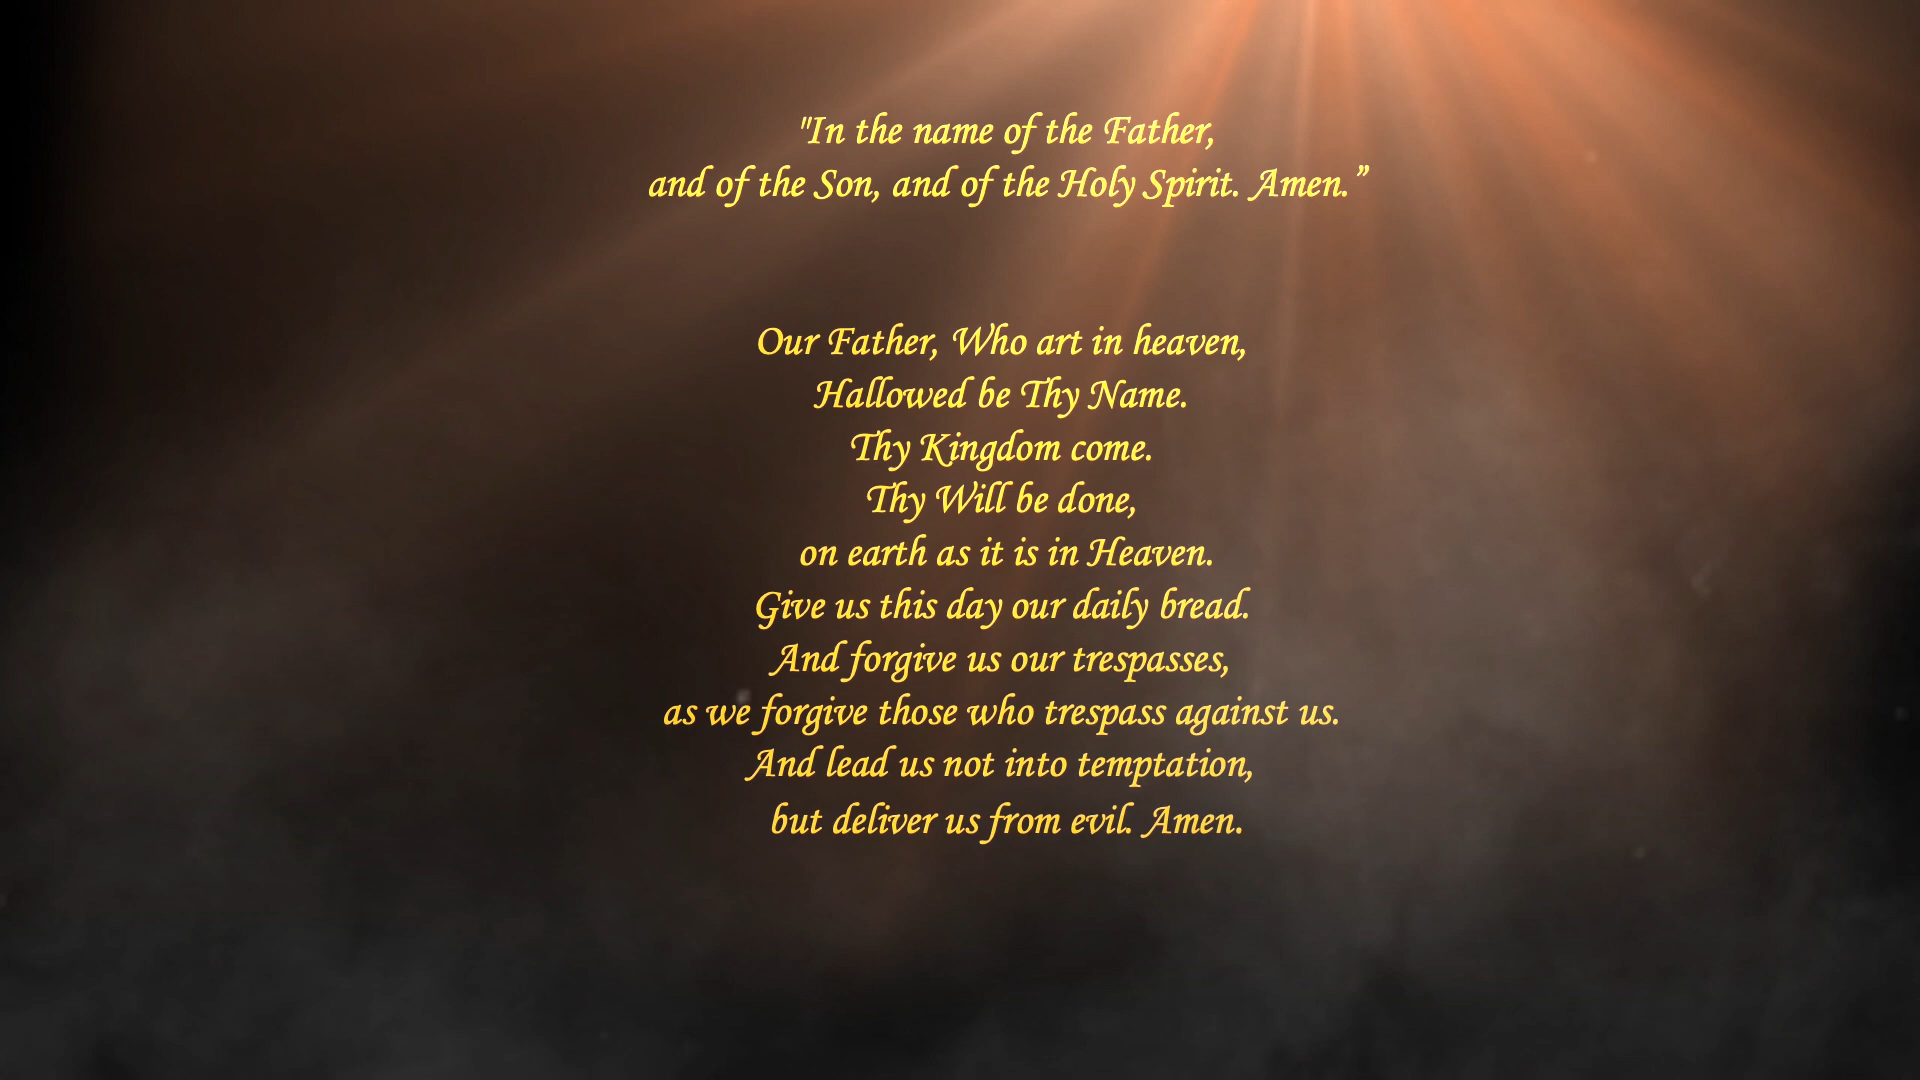 "In the name of the Father,
and of the Son, and of the Holy Spirit. Amen.”
Our Father, Who art in heaven,
Hallowed be Thy Name.
Thy Kingdom come.
Thy Will be done,
on earth as it is in Heaven.
Give us this day our daily bread.
And forgive us our trespasses,
as we forgive those who trespass against us.
And lead us not into temptation,
but deliver us from evil. Amen.